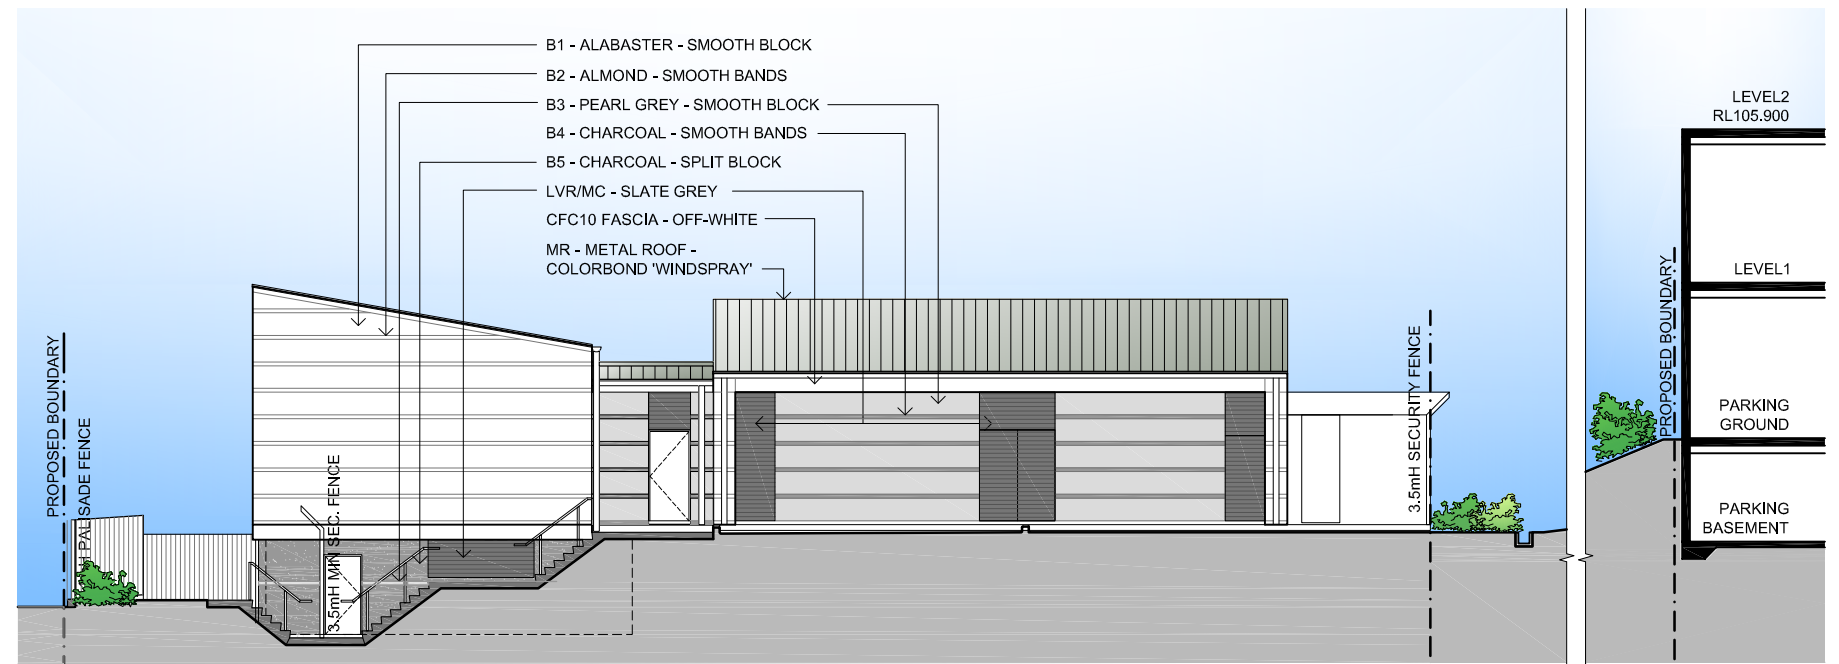 B1 - ALABASTER - SMOOTH BLOCK
B2 - ALMOND - SMOOTH BANDS
B3 - PEARL GREY - SMOOTH BLOCK
B4 - CHARCOAL - SMOOTH BANDS
B5 - CHARCOAL - SPLIT BLOCK
LVR/MC - SLATE GREY
CFC10 FASCIA - OFF-WHITE
MR - METAL ROOF -
COLORBOND 'WINDSPRAY'
PROPOSED BOUNDARY
PALISADE FENCE
3.5mH MIN SEC. FENCE
3.5mH SECURITY FENCE
PROPOSED BOUNDARY
LEVEL2
RL105.900
LEVEL1
PARKING
GROUND
PARKING
BASEMENT